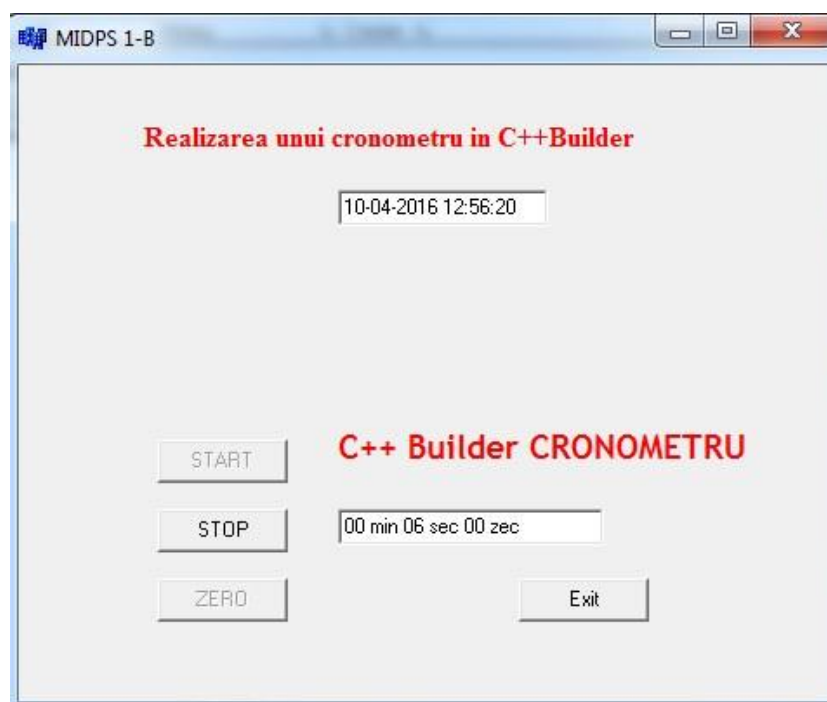 MIDPS 1-B
Realizarea unui cronometru in C++Builder
10-04-2016 12:56:20
START
C++ Builder CRONOMETRU
STOP
00 min 06 sec 00 zec
ZERO
Exit